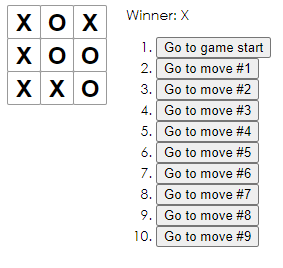 X O X
X O O
X X O
Winner: X
1. Go to game start
2. Go to move #1
3. Go to move #2
4. Go to move #3
5. Go to move #4
6. Go to move #5
7. Go to move #6
8. Go to move #7
9. Go to move #8
10. Go to move #9